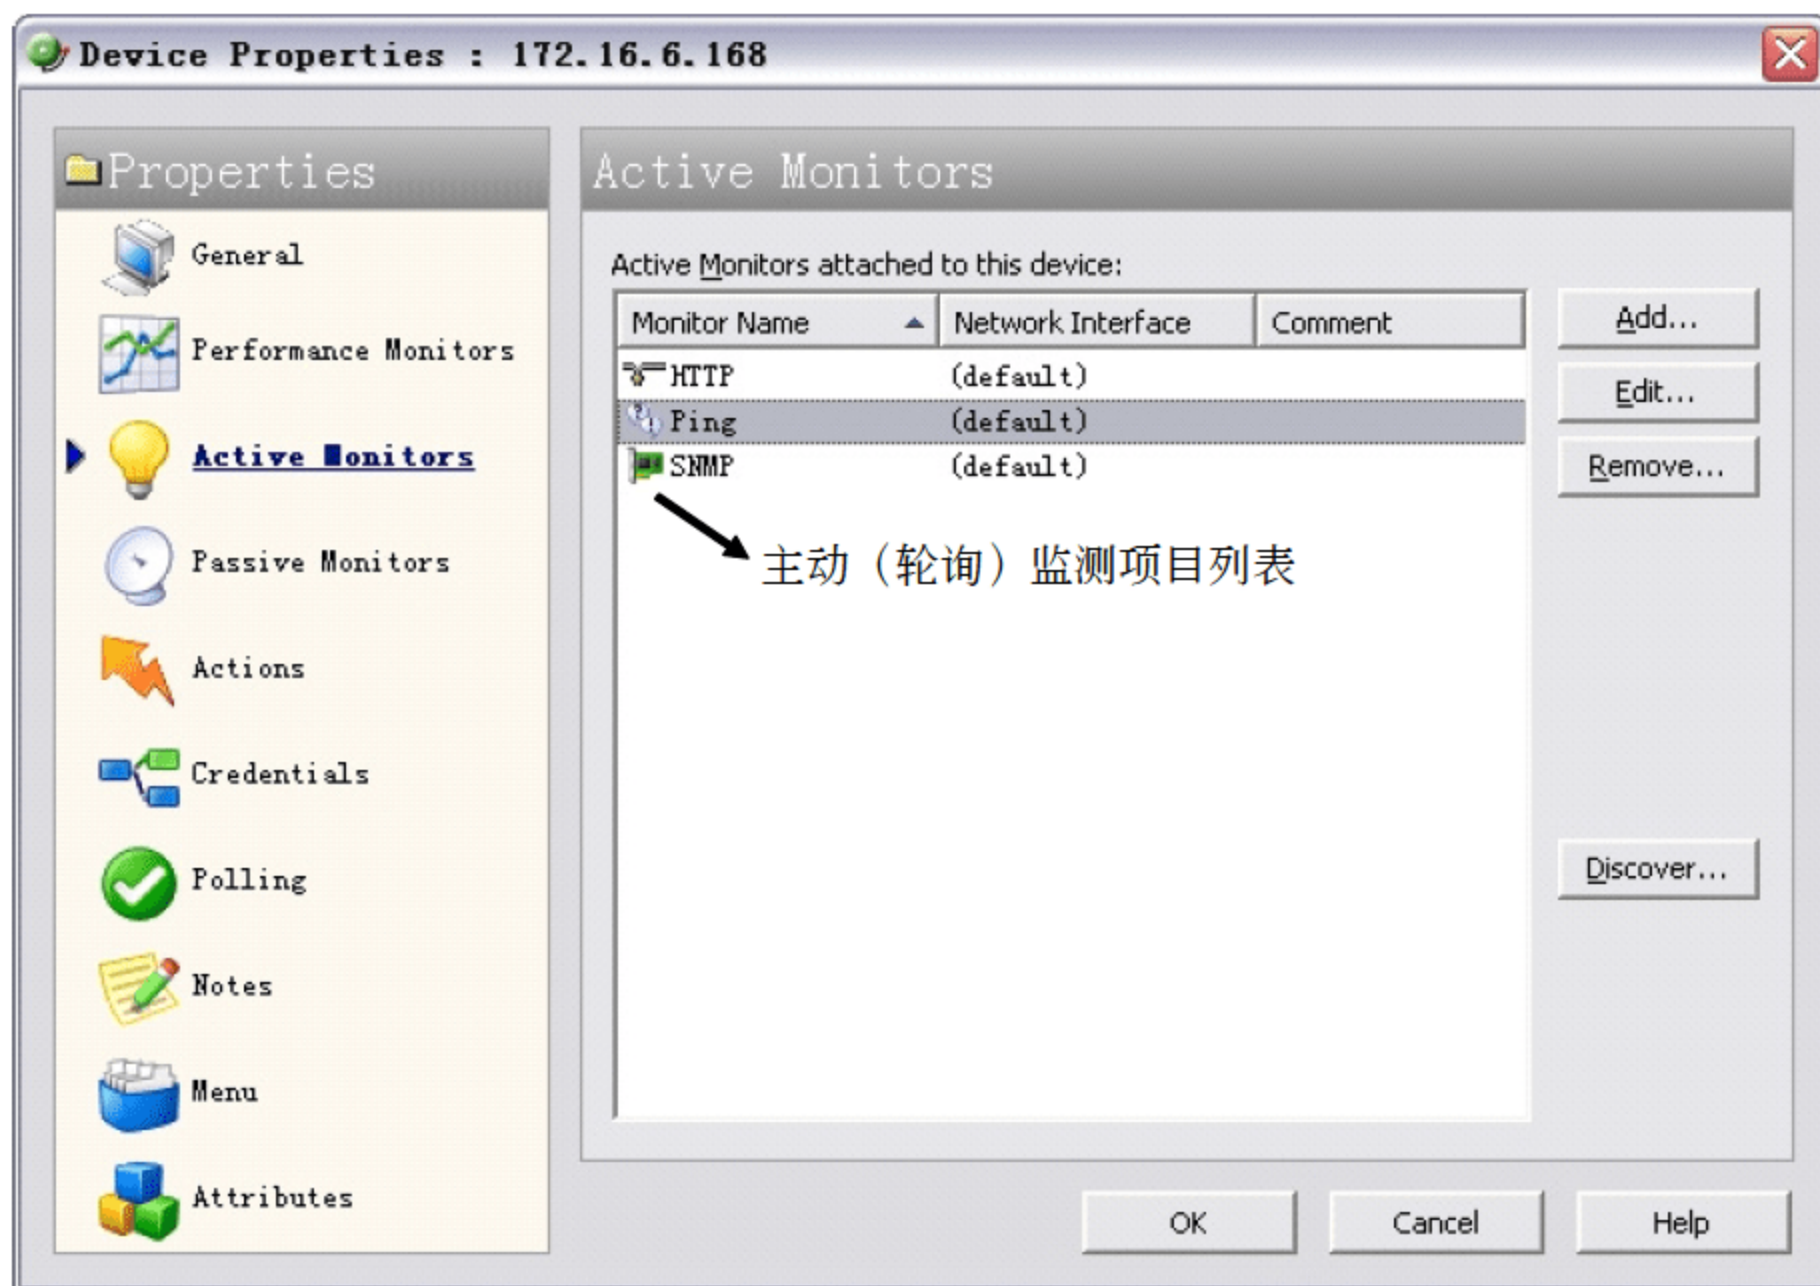 Device Properties : 172.16.6.168
Properties
General
Performance Monitors
Active Monitors
Passive Monitors
Actions
Credentials
Polling
Notes
Menu
Attributes
Active Monitors
Active Monitors attached to this device:
Monitor Name Network Interface Comment
HTTP (default)
Ping (default)
SNMP (default)
主动（轮询）监测项目列表
Add...
Edit...
Remove...
Discover...
OK Cancel Help